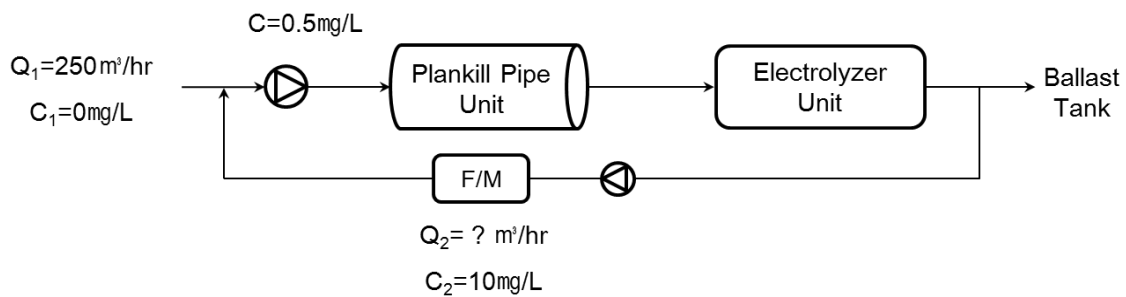 C=0.5㎎/L
Q₁=250㎥/hr
C₁=0㎎/L
Plankill Pipe
Unit
Electrolyzer
Unit
Ballast
Tank
F/M
Q₂= ? ㎥/hr
C₂=10㎎/L